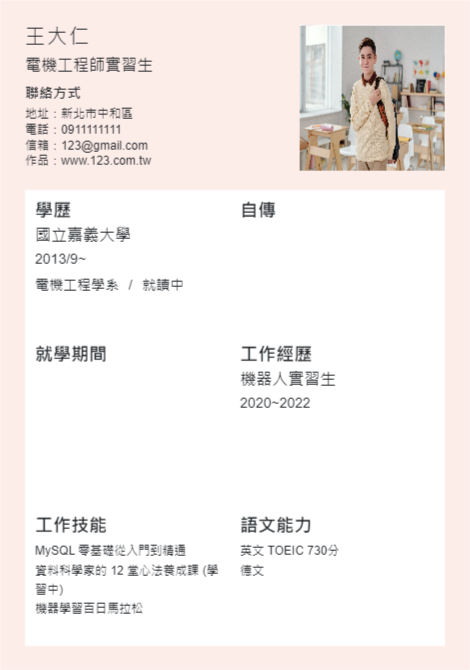 王大仁
電機工程師實習生
聯絡方式
地址：新北市中和區
電話：0911111111
信箱：123@gmail.com
作品：www.123.com.tw
學歷
國立嘉義大學
2013/9~
電機工程學系 / 就讀中
自傳
就學期間
工作經歷
機器人實習生
2020~2022
工作技能
MySQL 零基礎從入門到精通
資料科學家的 12 堂心法養成課 (學
習中)
機器學習百日馬拉松
語文能力
英文 TOEIC 730分
德文